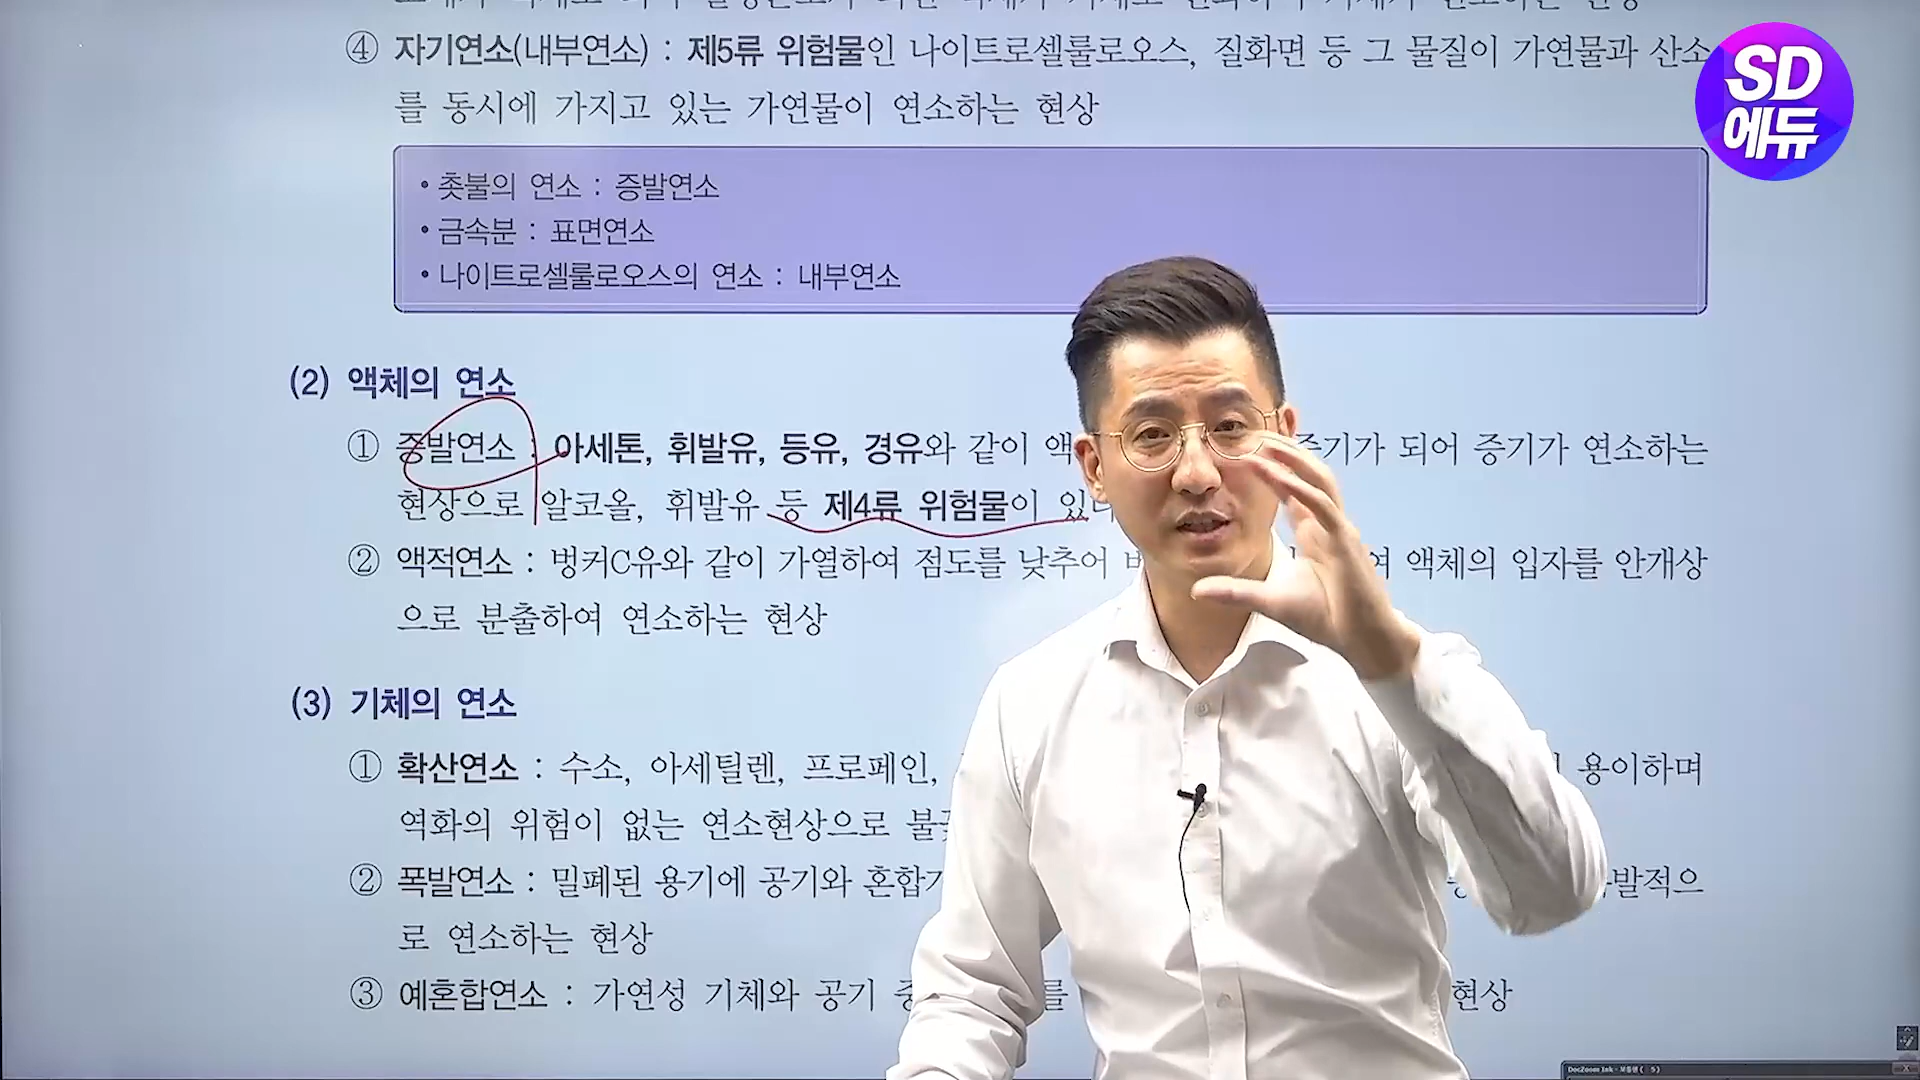 ④ 자기연소(내부연소) : 제5류 위험물인 나이트로셀룰로오스, 질화면 등 그 물질이 가연물과 산소
를 동시에 가지고 있는 가연물이 연소하는 현상
SD
에듀
• 촛불의 연소 : 증발연소
• 금속분 : 표면연소
• 나이트로셀룰로오스의 연소 : 내부연소
(2) 액체의 연소
① 증발연소 : 아세톤, 휘발유, 등유, 경유와 같이 증기가 되어 증기가 연소하는
현상으로 알코올, 휘발유 등 제4류 위험물이
② 액적연소 : 벙커C유와 같이 가열하여 점도를 낮추어 액체의 입자를 안개상
으로 분출하여 연소하는 현상
(3) 기체의 연소
① 확산연소 : 수소, 아세틸렌, 프로페인, 용이하며
역화의 위험이 없는 연소현상으로
② 폭발연소 : 밀폐된 용기에 공기와
로 연소하는 현상
③ 예혼합연소 : 가연성 기체와 공기 현상